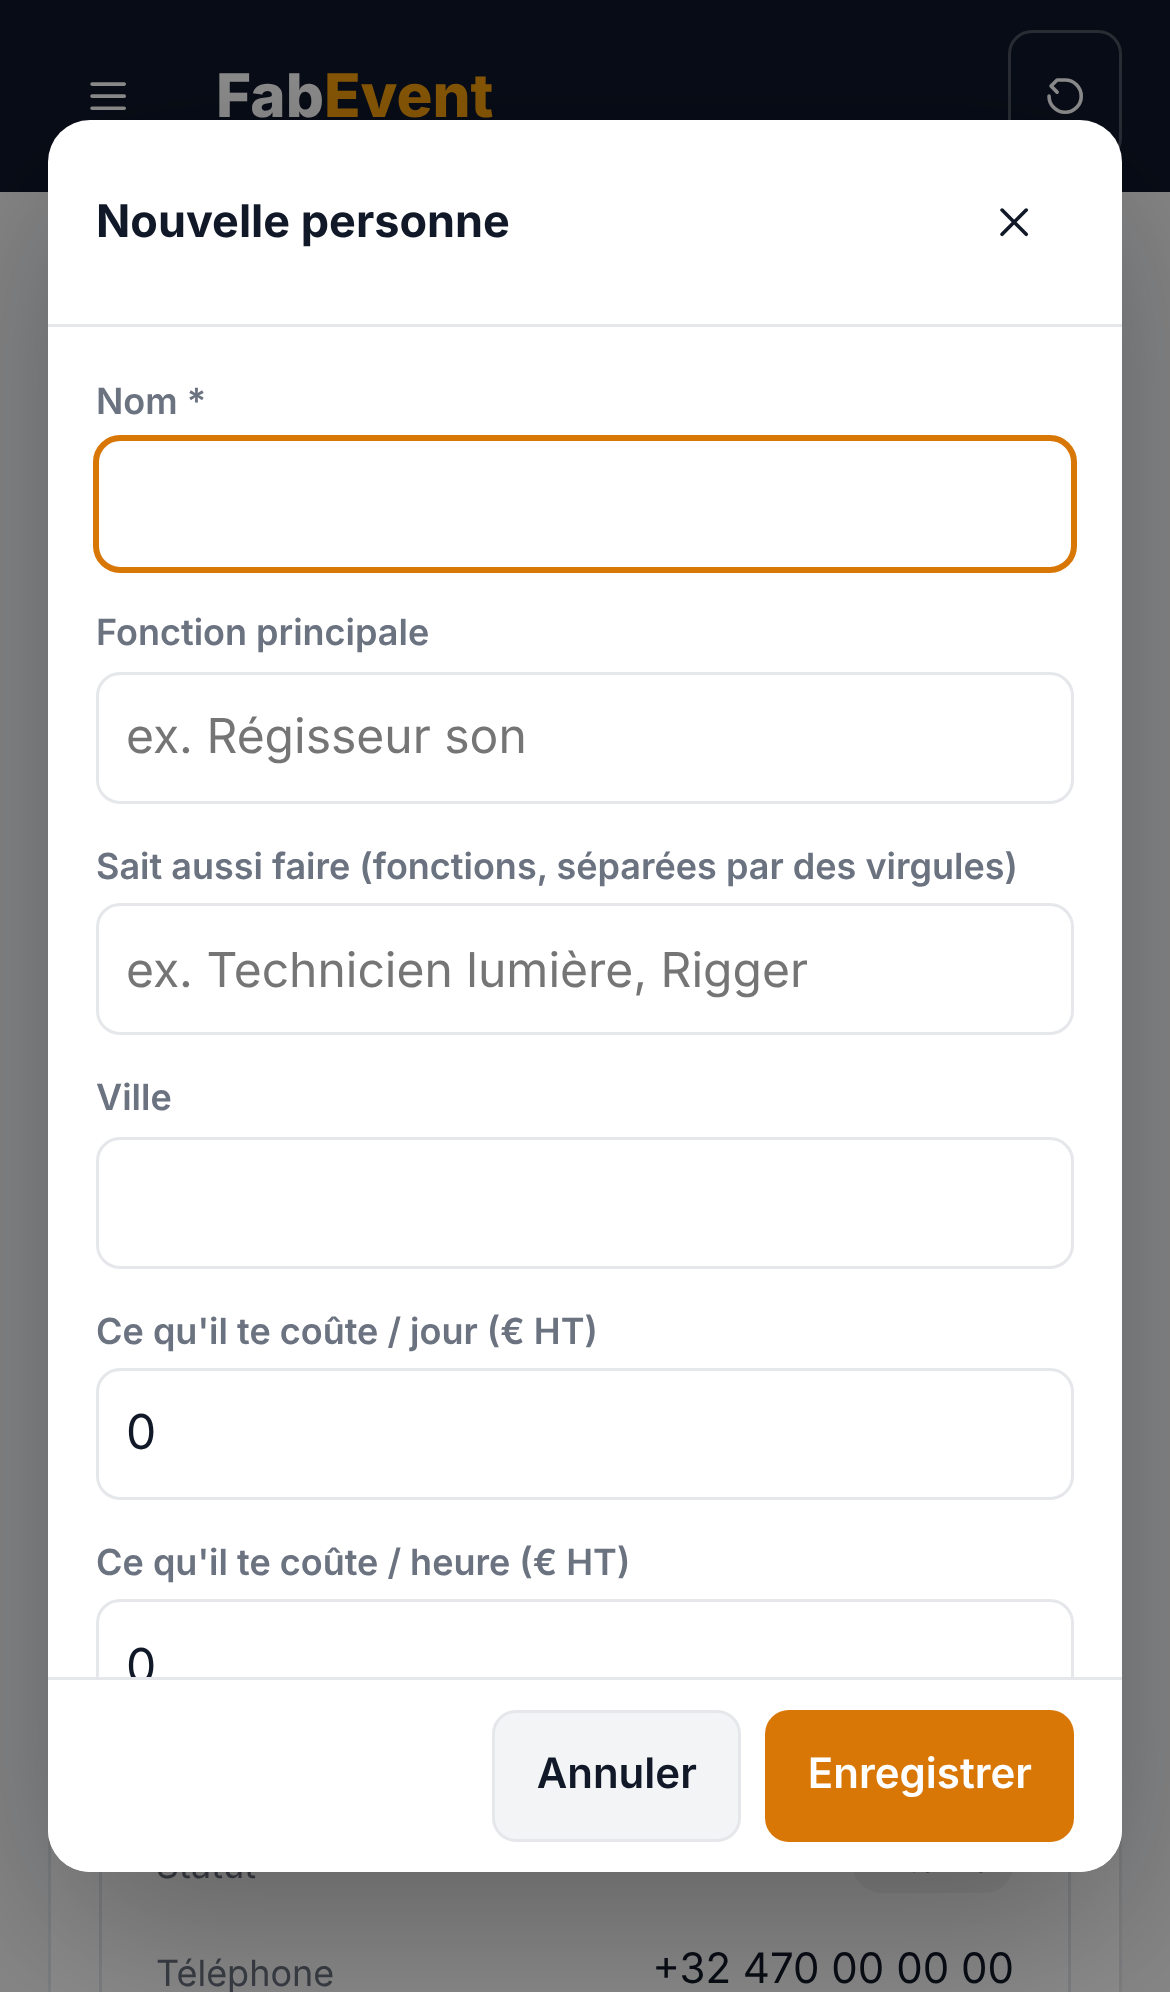 FabEvent
Nouvelle personne
Nom *
Fonction principale
ex. Régisseur son
Sait aussi faire (fonctions, séparées par des virgules)
ex. Technicien lumière, Rigger
Ville
Ce qu'il te coûte / jour (€ HT)
0
Ce qu'il te coûte / heure (€ HT)
0
Annuler
Enregistrer
Statut
Téléphone
+32 470 00 00 00